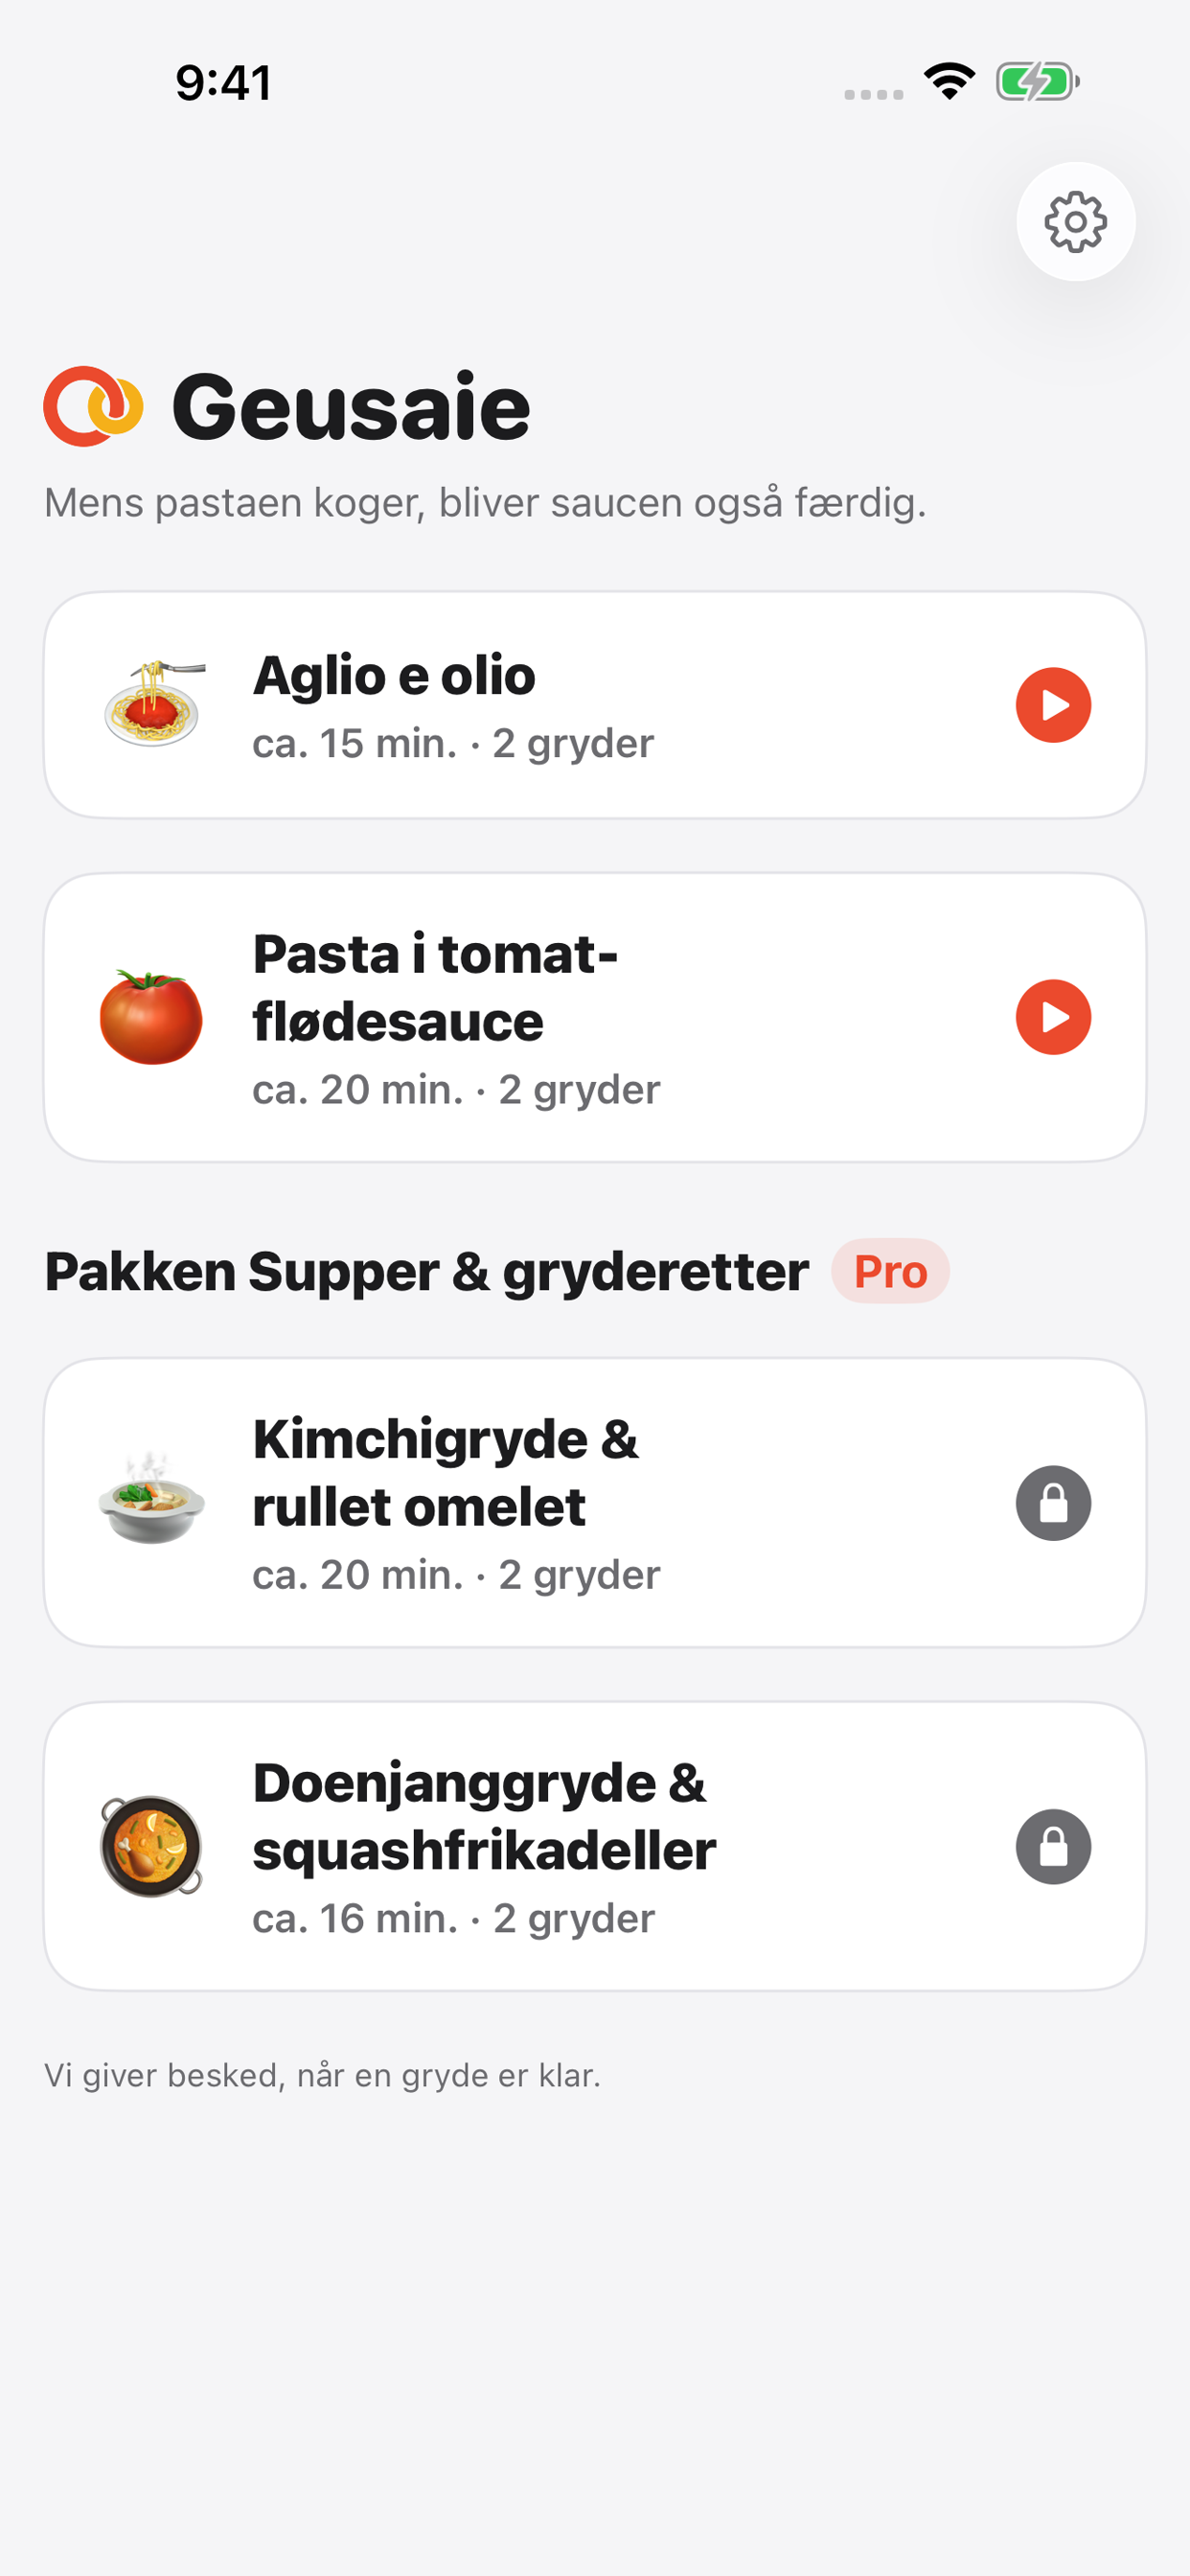 9:41
Geusaie
Mens pastaen koger, bliver saucen også færdig.
Aglio e olio
ca. 15 min. · 2 gryder
Pasta i tomat-
flødesauce
ca. 20 min. · 2 gryder
Pakken Supper & gryderetter Pro
Kimchigryde &
rullet omelet
ca. 20 min. · 2 gryder
Doenjanggryde &
squashfrikadeller
ca. 16 min. · 2 gryder
Vi giver besked, når en gryde er klar.